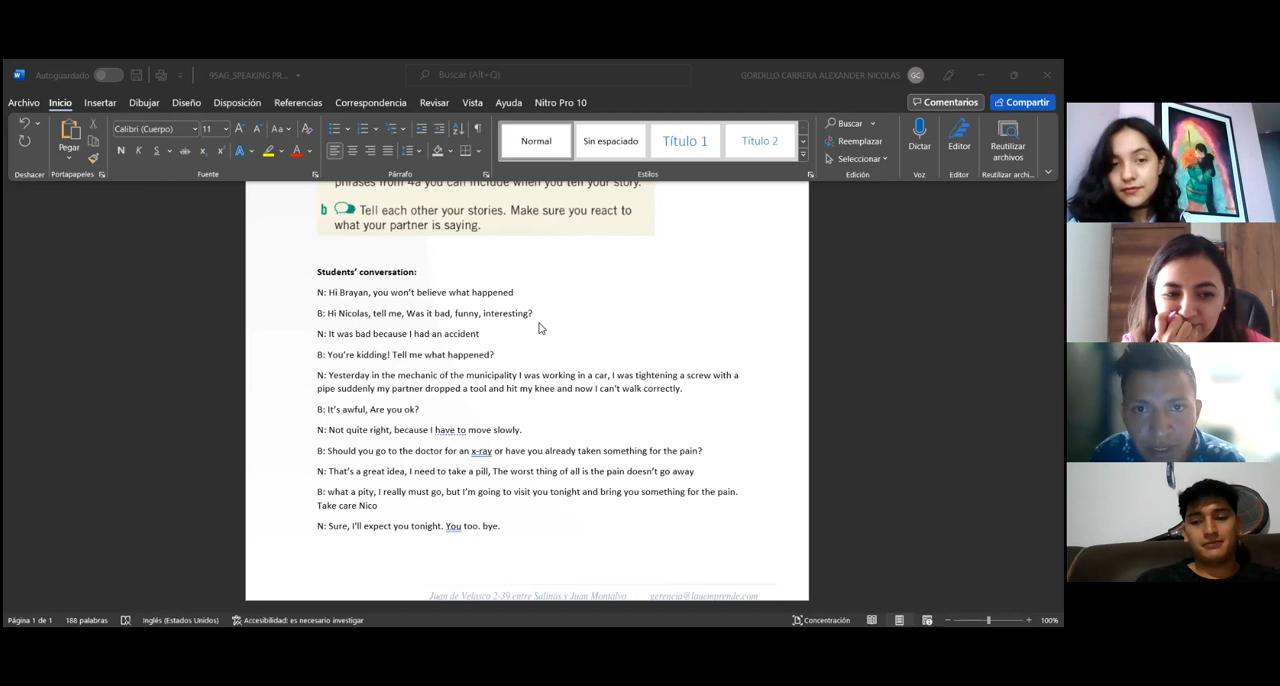 Autoguardado
95AG_SPEAKING PR...
Buscar (Alt+Q)
GORDILLO CARRERA ALEXANDER NICOLAS
GC
Archivo Inicio Insertar Dibujar Diseño Disposición Referencias Correspondencia Revisar Vista Ayuda Nitro Pro 10
Comentarios
Compartir
Calibri (Cuerpo) 11
Pegar
Normal
Sin espaciado
Título 1
Título 2
Buscar
Reemplazar
Seleccionar
Dictar
Editor
Reutilizar
archivos
Deshacer
Portapapeles
Fuente
Párrafo
Estilos
Edición
Voz
Editor
Reutilizar archi...
phrases from 4a you can include when you tell your story.
b Tell each other your stories. Make sure you react to
what your partner is saying.
Students' conversation:
N: Hi Brayan, you won't believe what happened
B: Hi Nicolas, tell me, Was it bad, funny, interesting?
N: It was bad because I had an accident
B: You're kidding! Tell me what happened?
N: Yesterday in the mechanic of the municipality I was working in a car, I was tightening a screw with a
pipe suddenly my partner dropped a tool and hit my knee and now I can't walk correctly.
B: It's awful, Are you ok?
N: Not quite right, because I have to move slowly.
B: Should you go to the doctor for an x-ray or have you already taken something for the pain?
N: That's a great idea, I need to take a pill, The worst thing of all is the pain doesn't go away
B: what a pity, I really must go, but I'm going to visit you tonight and bring you something for the pain.
Take care Nico
N: Sure, I'll expect you tonight. You too. bye.
Juan de Velasco 2-39 entre Salinas y Juan Montalvo gerencia@lauemprende.com
Página 1 de 1 188 palabras Inglés (Estados Unidos) Accesibilidad: es necesario investigar
Concentración
100%